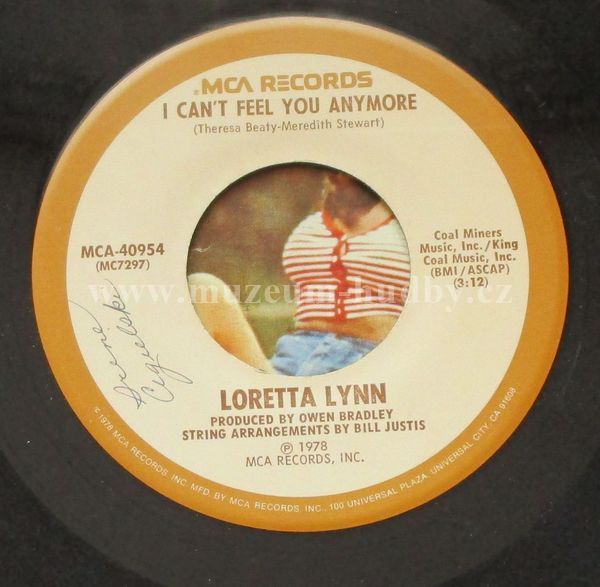 MCA RECORDS
I CAN'T FEEL YOU ANYMORE
(Theresa Beaty-Meredith Stewart)
MCA-40954
(MC7297)
Coal Miners
Music, Inc./King
Coal Music, Inc.
(BMI/ASCAP)
(3:12)
www.muzeum-hudby.cz
Irene
LORETTA LYNN
PRODUCED BY OWEN BRADLEY
STRING ARRANGEMENTS BY BILL JUSTIS
℗ 1978
MCA RECORDS, INC.
© 1978 MCA RECORDS, INC. MFD. BY MCA RECORDS, INC., 100 UNIVERSAL PLAZA, UNIVERSAL CITY, CA 91608